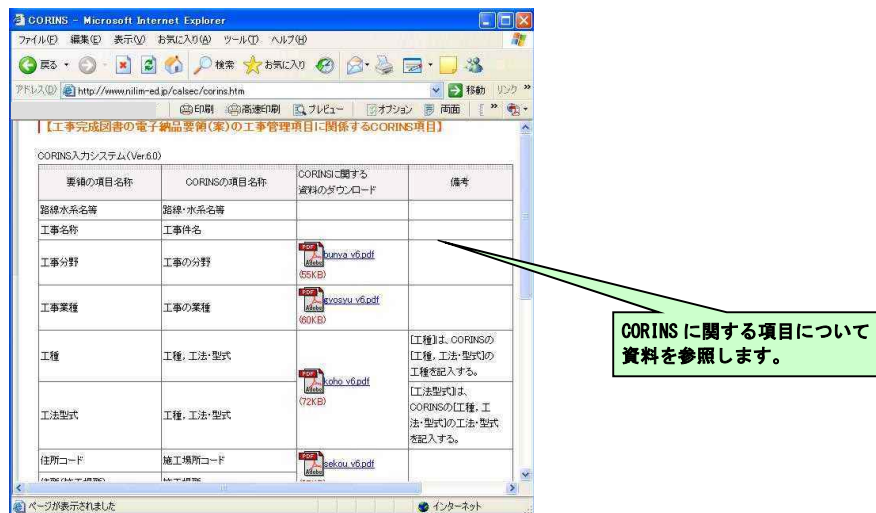 CORINS - Microsoft Internet Explorer
ファイル(F) 編集(E) 表示(V) お気に入り(A) ツール(T) ヘルプ(H)
戻る 検索 お気に入り
アドレス(D) http://www.nilim-ed.jp/calsec/corins.htm 移動 リンク »
印刷 高速印刷 プレビュー オプション 両面 »
【工事完成図書の電子納品要領(案)の工事管理項目に関係するCORINS項目】
CORINS入力システム(Ver.6.0)
要領の項目名称 CORINSの項目名称 CORINSに関する 備考
資料のダウンロード
路線水系名等 路線・水系名等
工事名称 工事件名
工事分野 工事の分野 bunya_v6.pdf
(55KB)
工事業種 工事の業種 gyosyu_v6.pdf
(60KB)
工種 工種, 工法・型式 [工種]は、CORINSの
[工種, 工法・型式]の
工種を記入する。
koho_v6.pdf
(72KB)
工法型式 工種, 工法・型式 [工法型式]は、
CORINSの[工種, 工
法・型式]の工法・型式
を記入する。
住所コード 施工場所コード sekou_v6.pdf
ページが表示されました インターネット
CORINS に関する項目について
資料を参照します。